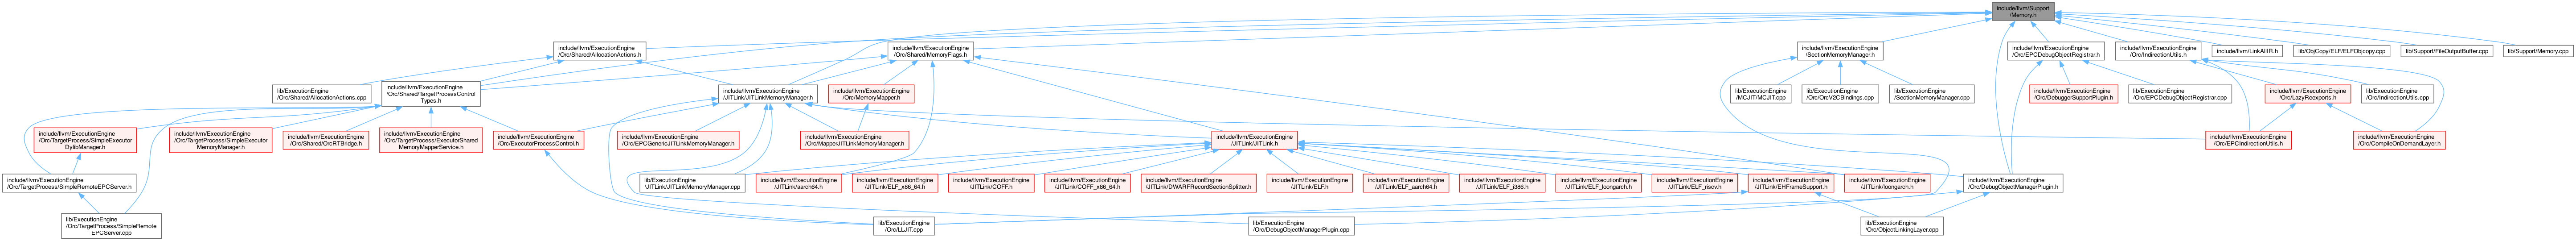 include/llvm/Support
/Memory.h
include/llvm/ExecutionEngine
/Orc/Shared/AllocationActions.h
include/llvm/ExecutionEngine
/Orc/Shared/MemoryFlags.h
include/llvm/ExecutionEngine
/SectionMemoryManager.h
include/llvm/ExecutionEngine
/Orc/EPCDebugObjectRegistrar.h
include/llvm/ExecutionEngine
/Orc/IndirectionUtils.h
include/llvm/LinkAllIR.h
lib/ObjCopy/ELF/ELFObjcopy.cpp
lib/Support/FileOutputBuffer.cpp
lib/Support/Memory.cpp
lib/ExecutionEngine
/Orc/Shared/AllocationActions.cpp
include/llvm/ExecutionEngine
/Orc/Shared/TargetProcessControl
Types.h
include/llvm/ExecutionEngine
/JITLink/JITLinkMemoryManager.h
include/llvm/ExecutionEngine
/Orc/MemoryMapper.h
lib/ExecutionEngine
/MCJIT/MCJIT.cpp
lib/ExecutionEngine
/Orc/OrcV2CBindings.cpp
lib/ExecutionEngine
/SectionMemoryManager.cpp
include/llvm/ExecutionEngine
/Orc/DebuggerSupportPlugin.h
lib/ExecutionEngine
/Orc/EPCDebugObjectRegistrar.cpp
include/llvm/ExecutionEngine
/Orc/LazyReexports.h
lib/ExecutionEngine
/Orc/IndirectionUtils.cpp
include/llvm/ExecutionEngine
/Orc/TargetProcess/SimpleExecutor
DylibManager.h
include/llvm/ExecutionEngine
/Orc/TargetProcess/SimpleExecutor
MemoryManager.h
include/llvm/ExecutionEngine
/Orc/Shared/OrcRTBridge.h
include/llvm/ExecutionEngine
/Orc/TargetProcess/ExecutorShared
MemoryMapperService.h
include/llvm/ExecutionEngine
/Orc/ExecutorProcessControl.h
include/llvm/ExecutionEngine
/Orc/EPCGenericJITLinkMemoryManager.h
include/llvm/ExecutionEngine
/Orc/MapperJITLinkMemoryManager.h
include/llvm/ExecutionEngine
/JITLink/JITLink.h
include/llvm/ExecutionEngine
/Orc/EPCIndirectionUtils.h
include/llvm/ExecutionEngine
/Orc/CompileOnDemandLayer.h
include/llvm/ExecutionEngine
/Orc/TargetProcess/SimpleRemoteEPCServer.h
lib/ExecutionEngine
/JITLink/JITLinkMemoryManager.cpp
include/llvm/ExecutionEngine
/JITLink/aarch64.h
include/llvm/ExecutionEngine
/JITLink/ELF_x86_64.h
include/llvm/ExecutionEngine
/JITLink/COFF.h
include/llvm/ExecutionEngine
/JITLink/COFF_x86_64.h
include/llvm/ExecutionEngine
/JITLink/DWARFRecordSectionSplitter.h
include/llvm/ExecutionEngine
/JITLink/ELF.h
include/llvm/ExecutionEngine
/JITLink/ELF_aarch64.h
include/llvm/ExecutionEngine
/JITLink/ELF_i386.h
include/llvm/ExecutionEngine
/JITLink/ELF_loongarch.h
include/llvm/ExecutionEngine
/JITLink/ELF_riscv.h
include/llvm/ExecutionEngine
/JITLink/EHFrameSupport.h
include/llvm/ExecutionEngine
/JITLink/loongarch.h
include/llvm/ExecutionEngine
/Orc/DebugObjectManagerPlugin.h
lib/ExecutionEngine
/Orc/TargetProcess/SimpleRemote
EPCServer.cpp
lib/ExecutionEngine
/Orc/LLJIT.cpp
lib/ExecutionEngine
/Orc/DebugObjectManagerPlugin.cpp
lib/ExecutionEngine
/Orc/ObjectLinkingLayer.cpp